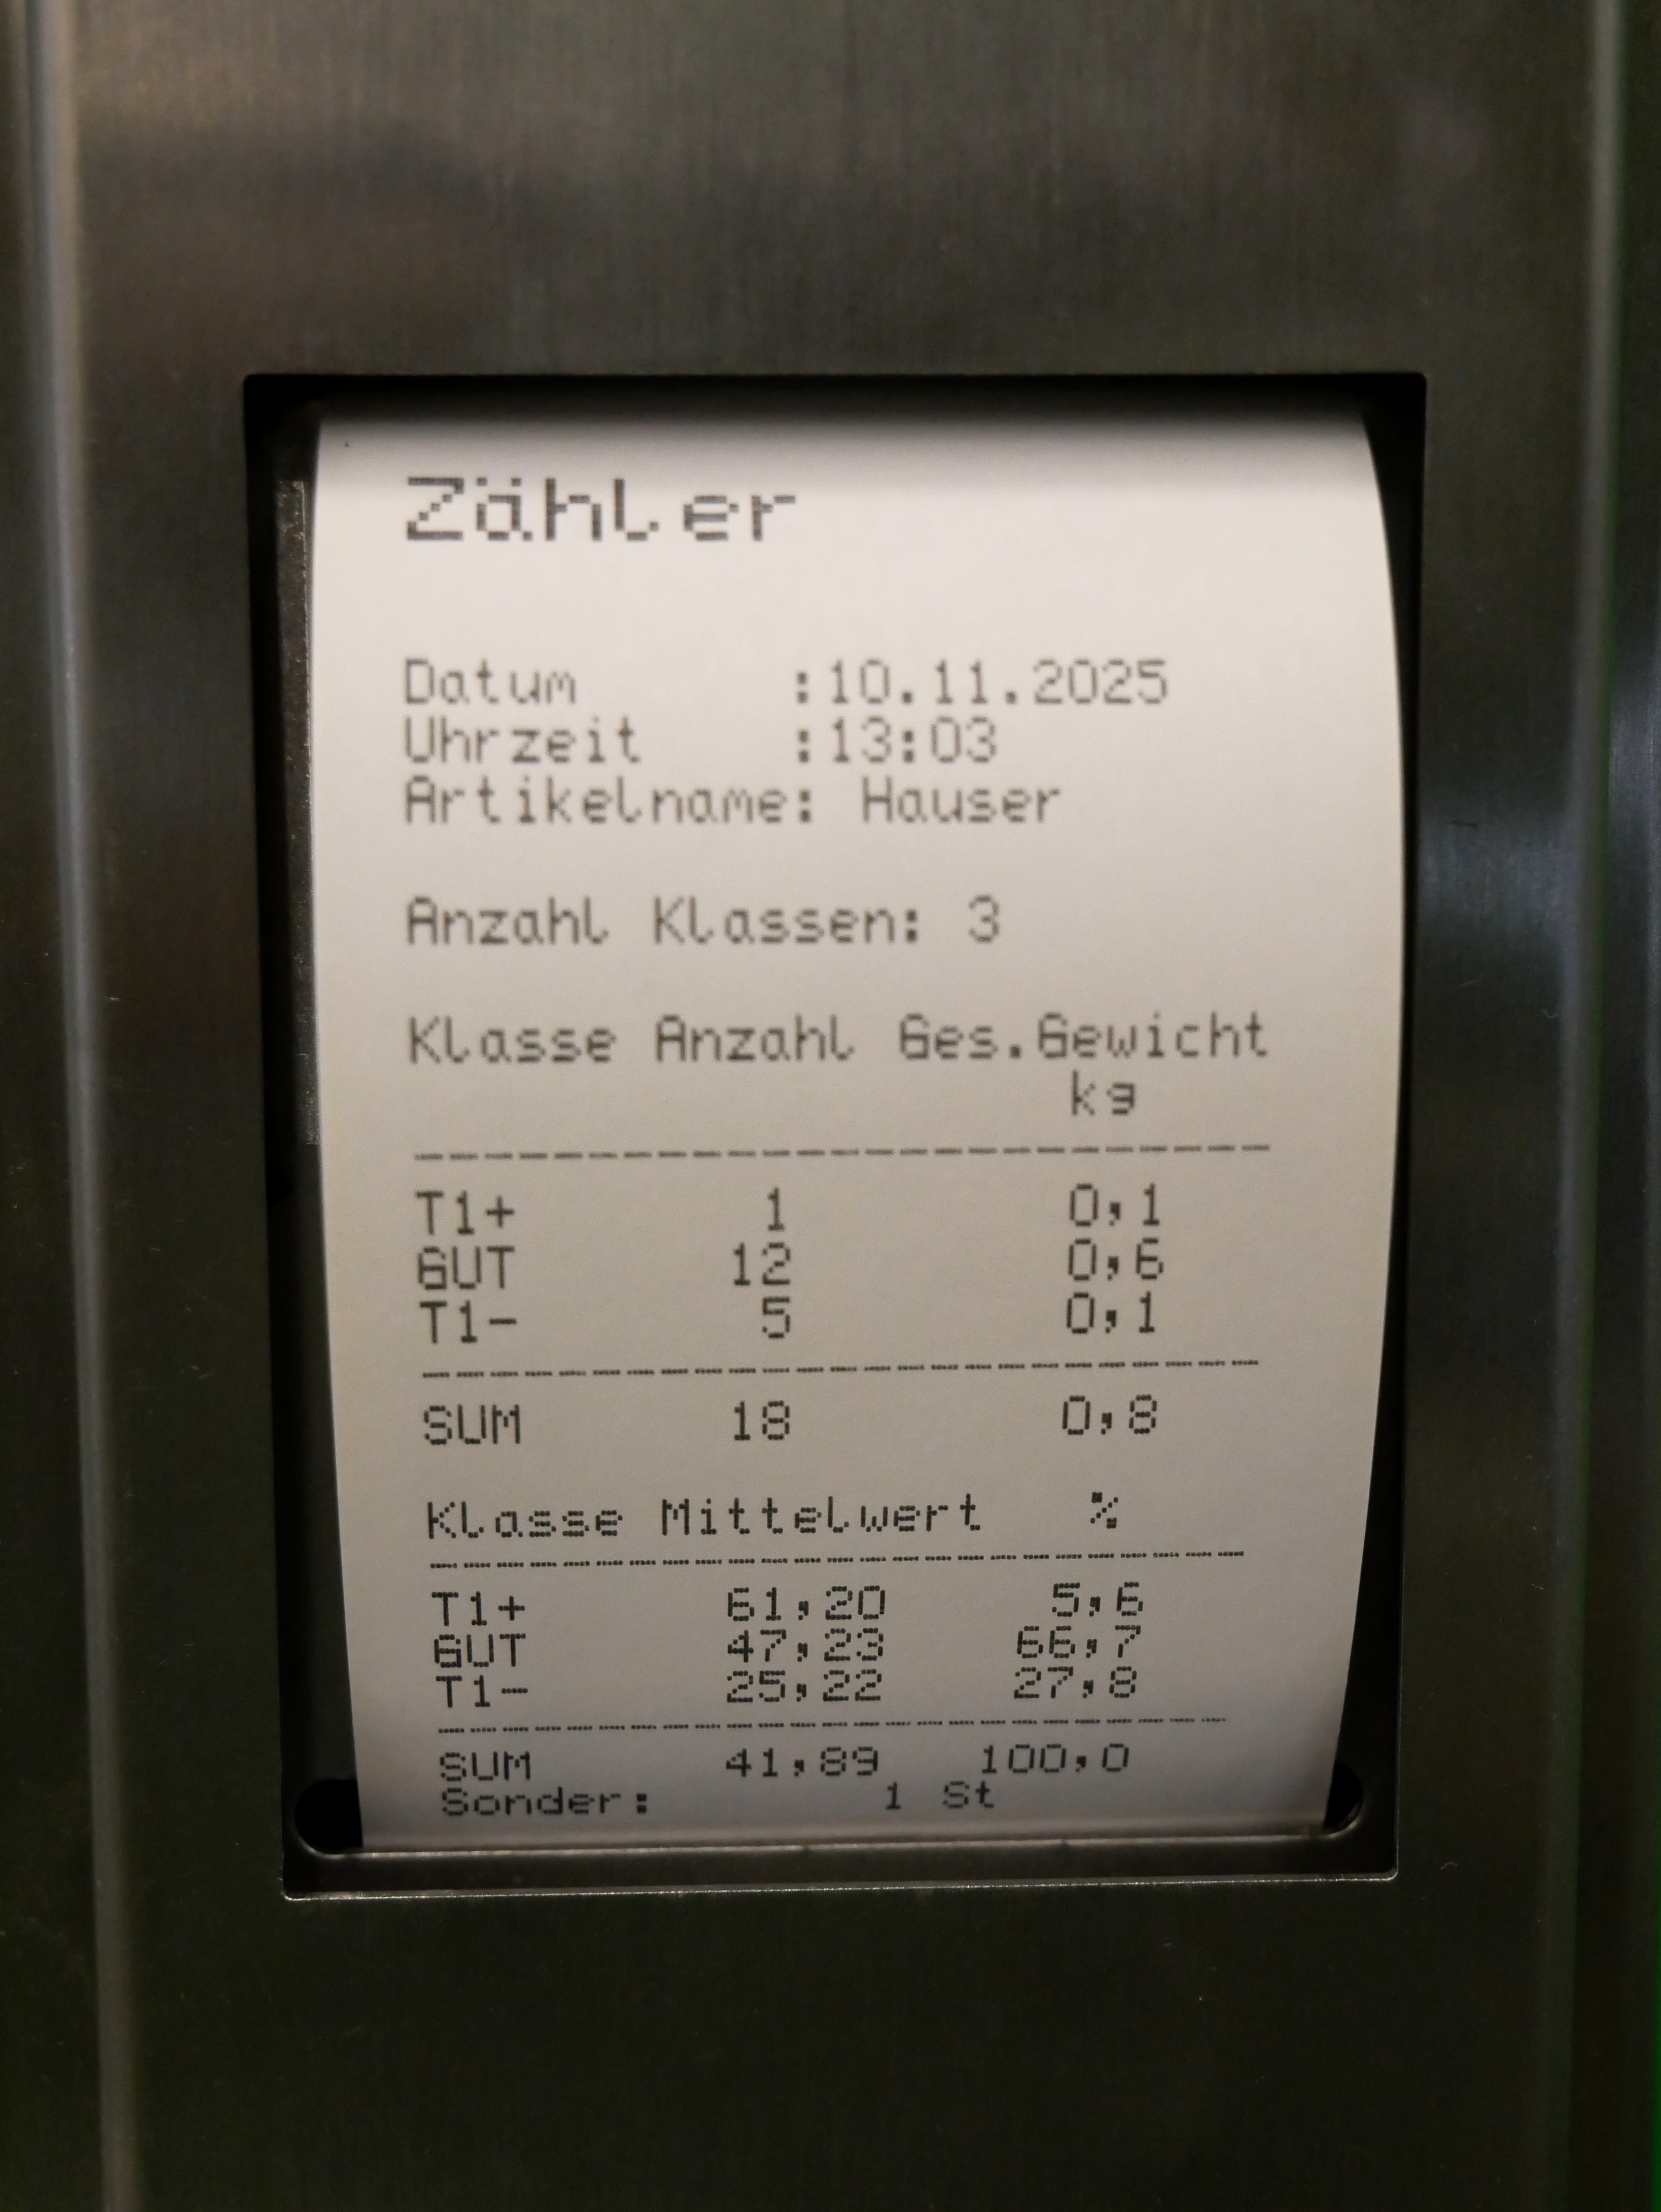 Zähler
Datum :10.11.2025
Uhrzeit :13:03
Artikelname: Hauser
Anzahl Klassen: 3
Klasse Anzahl Ges.Gewicht
kg
--------------------------
T1+ 1 0,1
GUT 12 0,6
T1- 5 0,1
--------------------------
SUM 18 0,8
Klasse Mittelwert %
--------------------------
T1+ 61,20 5,6
GUT 47,23 66,7
T1- 25,22 27,8
--------------------------
SUM 41,89 100,0
Sonder: 1 St